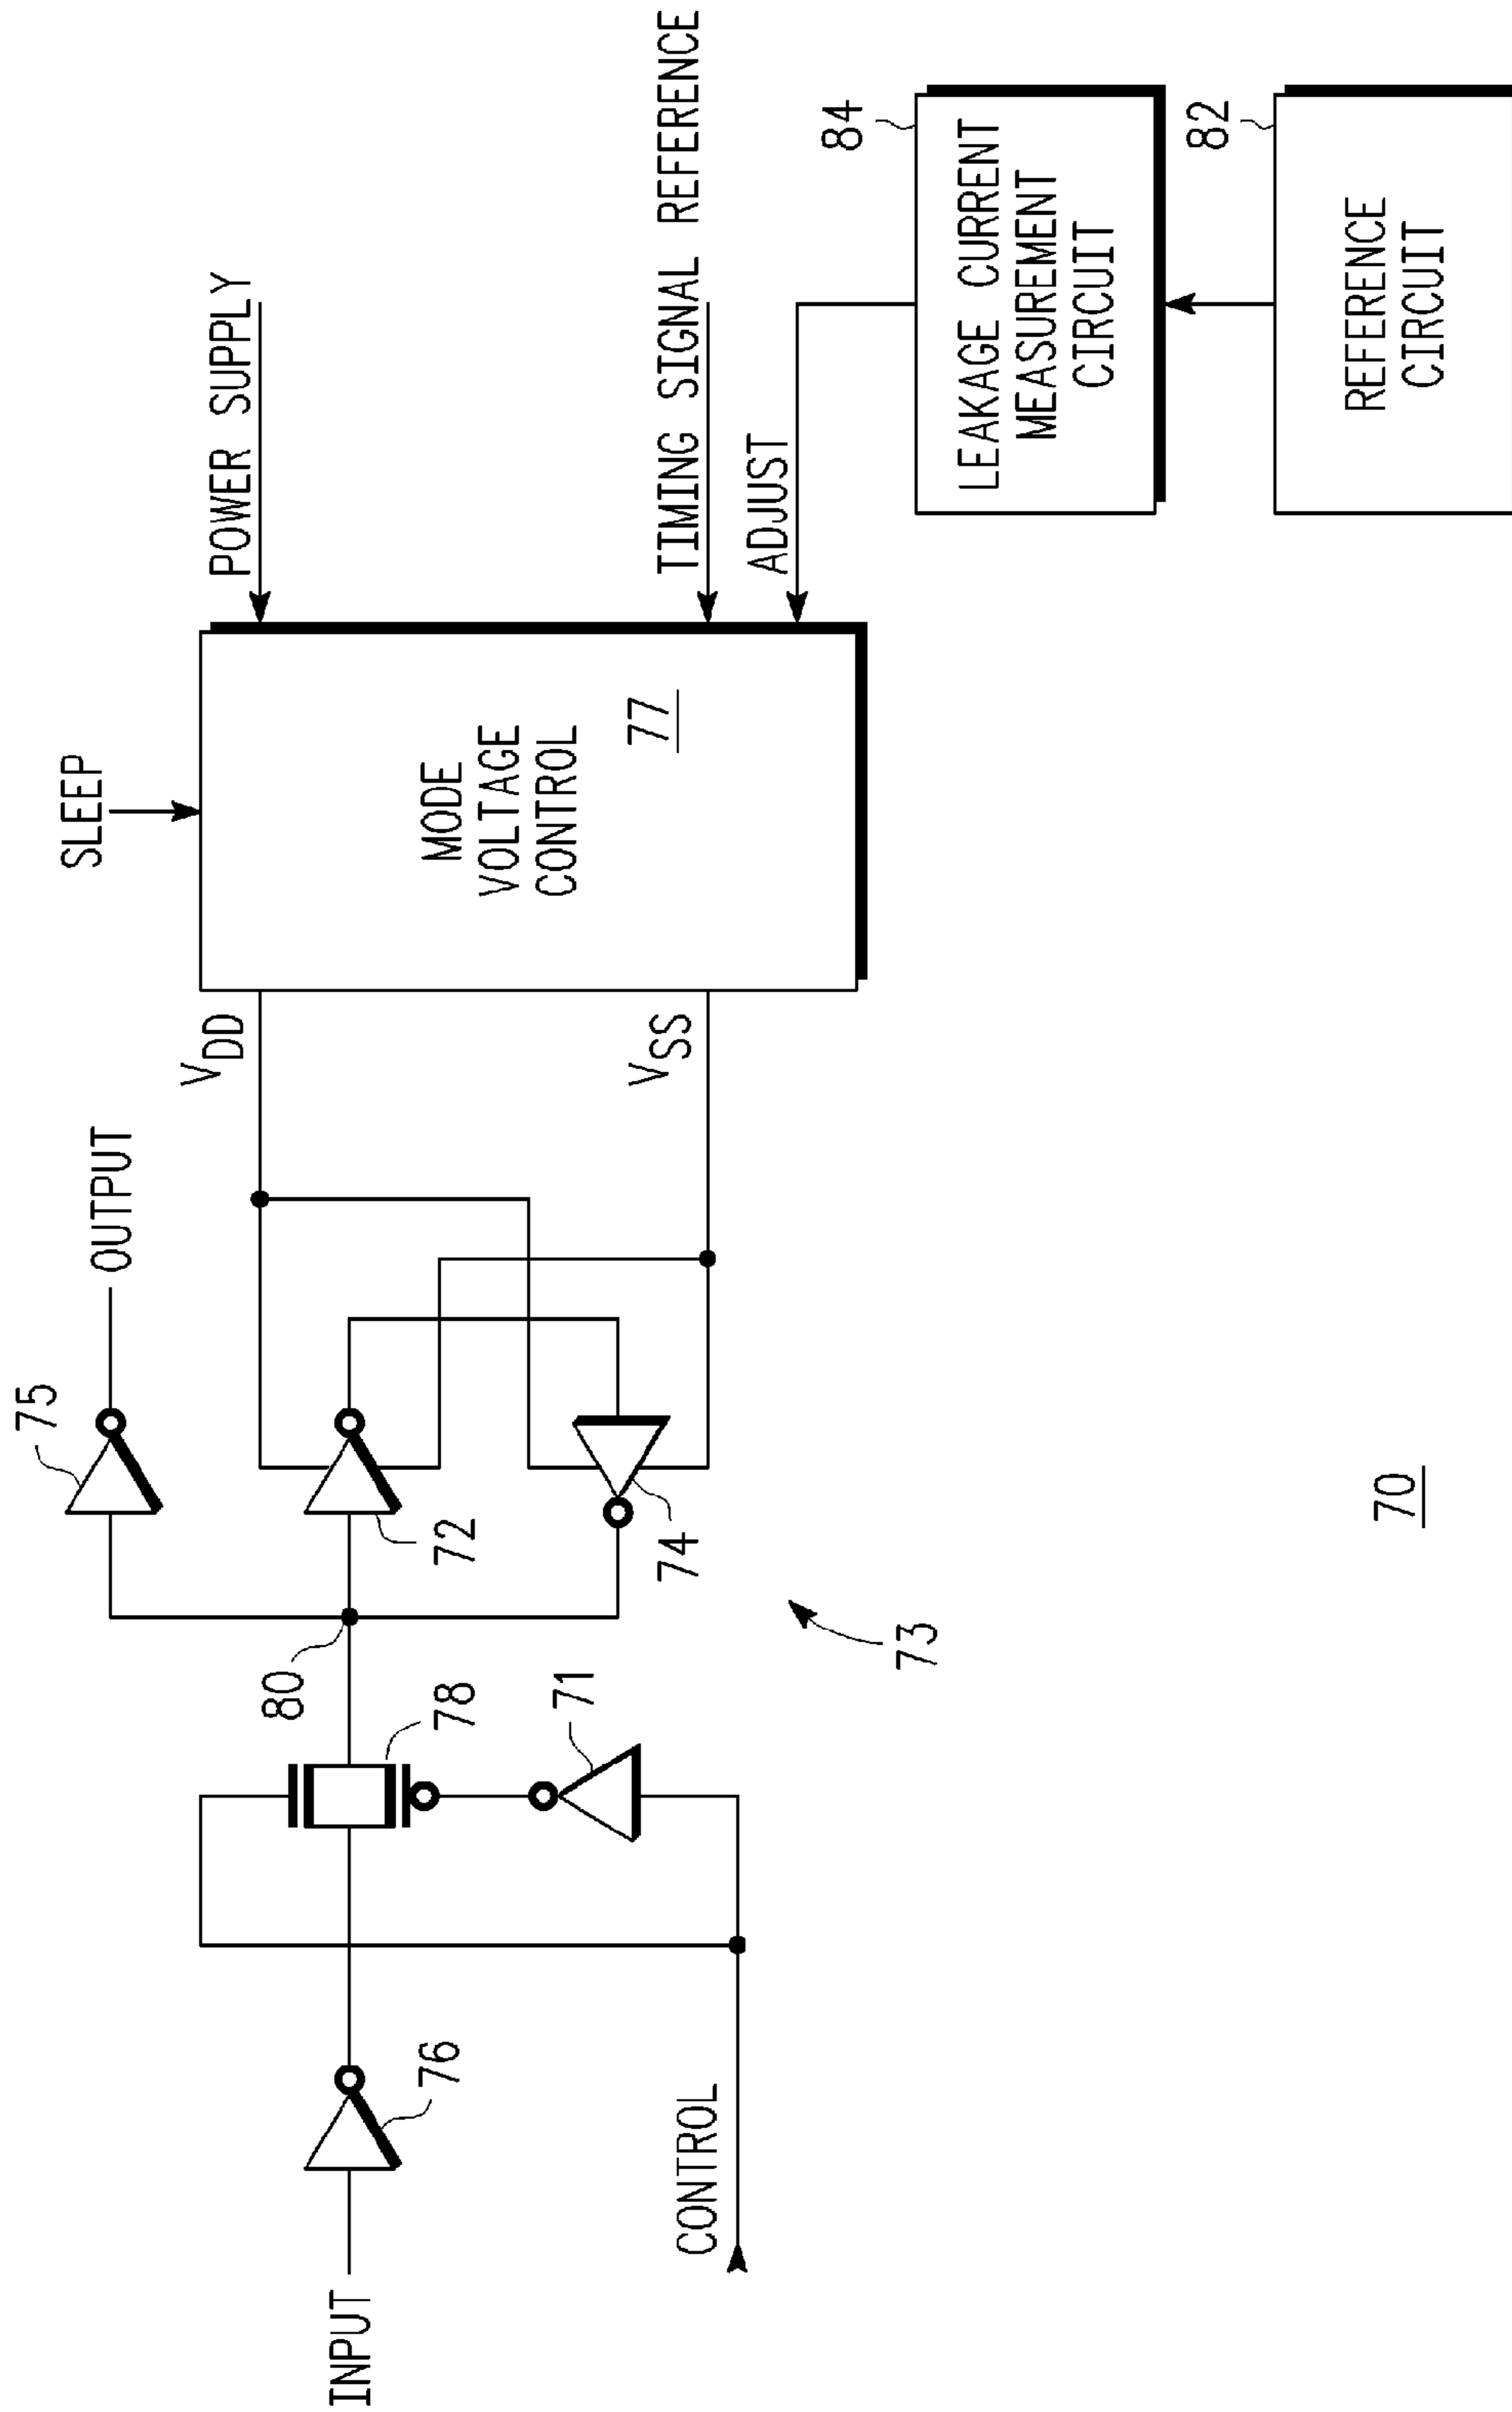 75
OUTPUT
SLEEP
INPUT
76
80
78
72
VDD
POWER SUPPLY
MODE
VOLTAGE
CONTROL
77
71
74
VSS
TIMING SIGNAL REFERENCE
CONTROL
ADJUST
73
84
LEAKAGE CURRENT
MEASUREMENT
CIRCUIT
82
REFERENCE
CIRCUIT
70